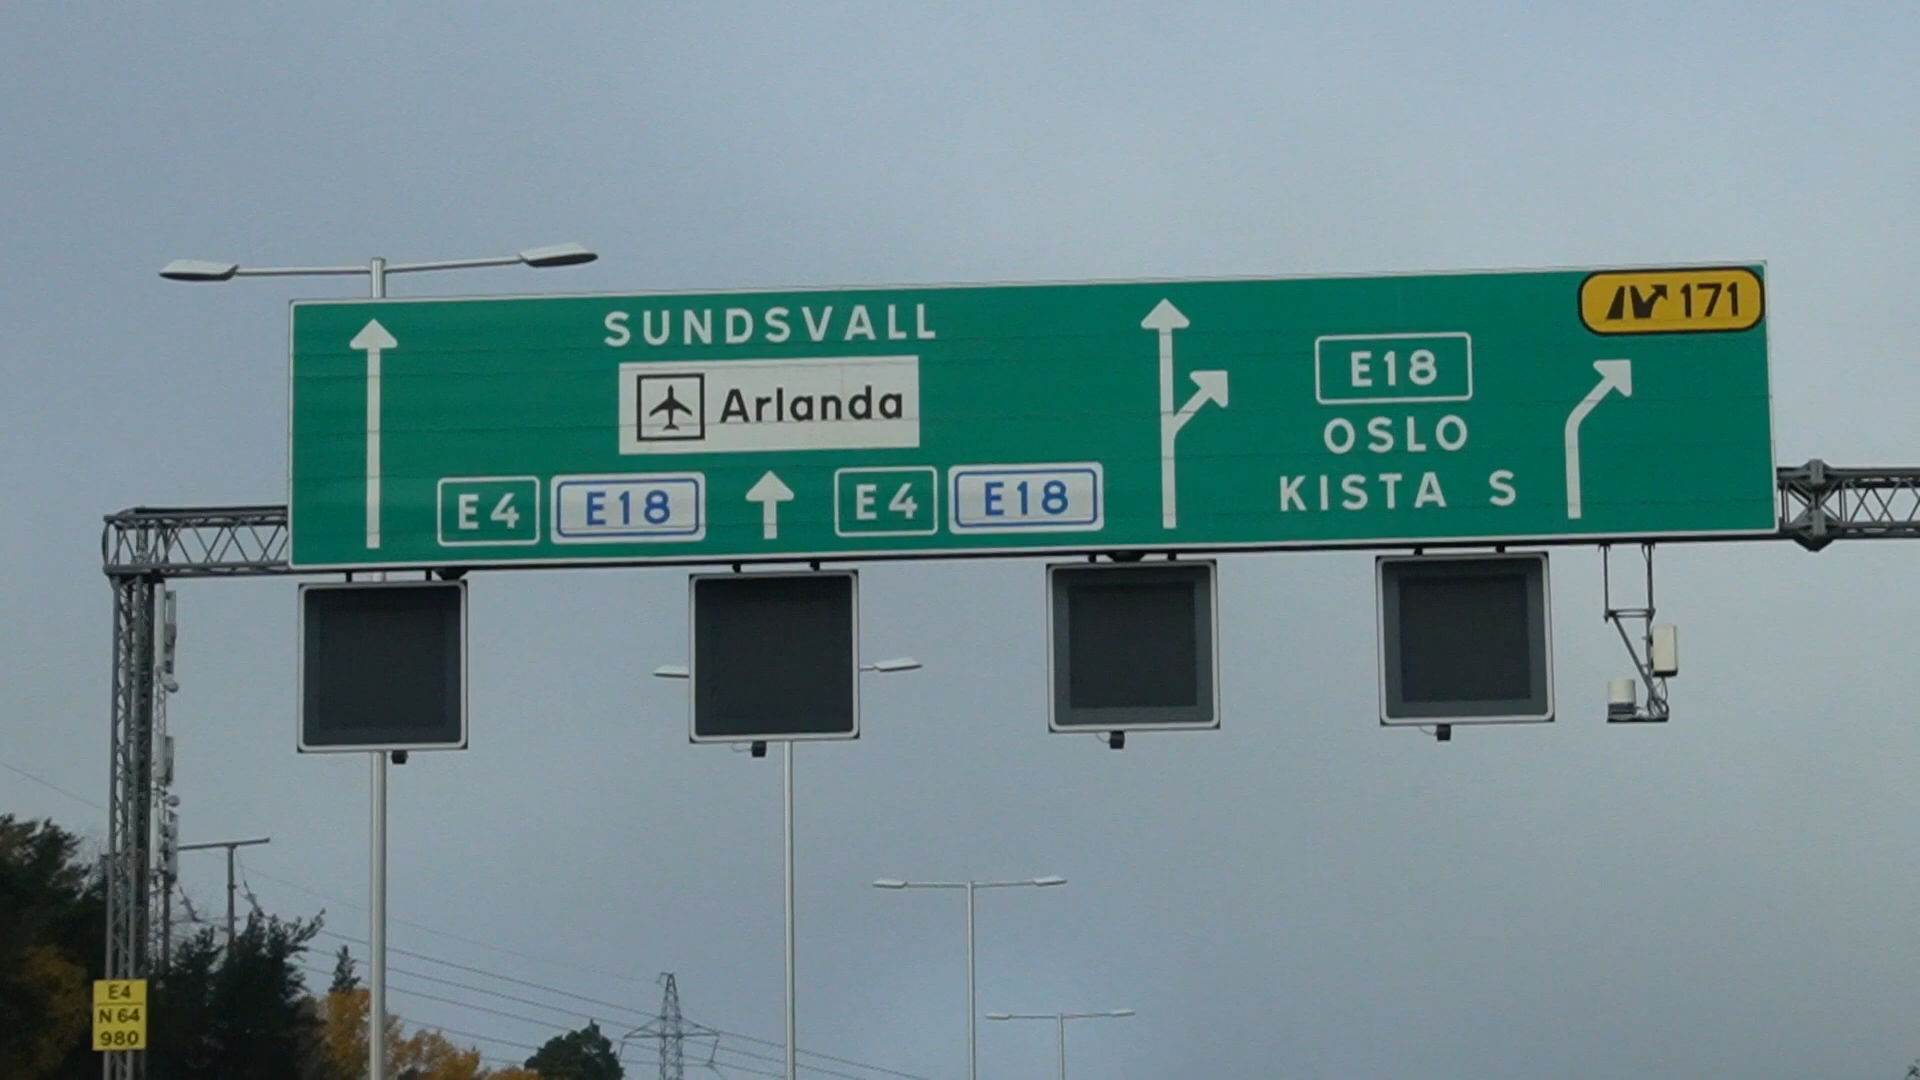 SUNDSVALL
Arlanda
E4 E18 E4 E18
171
E18
OSLO
KISTA S
E4
N 64
980